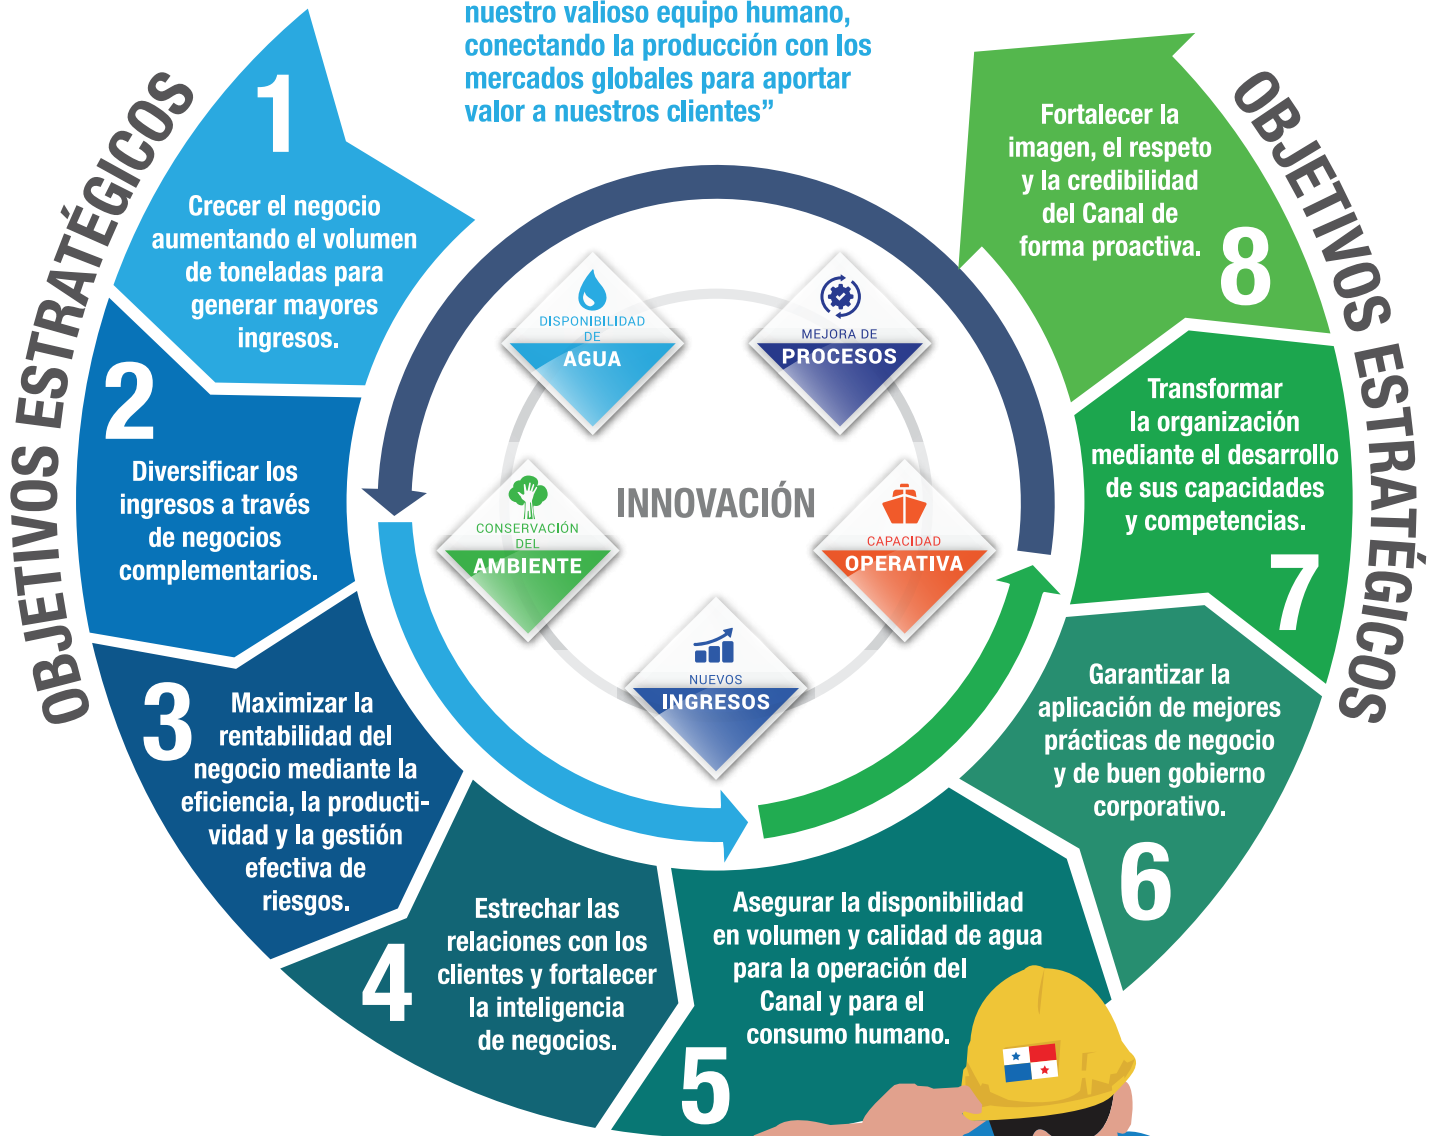 nuestro valioso equipo humano,
conectando la producción con los
mercados globales para aportar
valor a nuestros clientes”
OBJETIVOS ESTRATÉGICOS
1
Crecer el negocio
aumentando el volumen
de toneladas para
generar mayores
ingresos.
2
Diversificar los
ingresos a través
de negocios
complementarios.
3
Maximizar la
rentabilidad del
negocio mediante la
eficiencia, la producti-
vidad y la gestión
efectiva de
riesgos.
4
Estrechar las
relaciones con los
clientes y fortalecer
la inteligencia
de negocios.
5
Asegurar la disponibilidad
en volumen y calidad de agua
para la operación del
Canal y para el
consumo humano.
6
Garantizar la
aplicación de mejores
prácticas de negocio
y de buen gobierno
corporativo.
7
Transformar
la organización
mediante el desarrollo
de sus capacidades
y competencias.
8
Fortalecer la
imagen, el respeto
y la credibilidad
del Canal de
forma proactiva.
OBJETIVOS ESTRATÉGICOS
DISPONIBILIDAD
DE
AGUA
MEJORA DE
PROCESOS
INNOVACIÓN
CONSERVACIÓN
DEL
AMBIENTE
CAPACIDAD
OPERATIVA
NUEVOS
INGRESOS